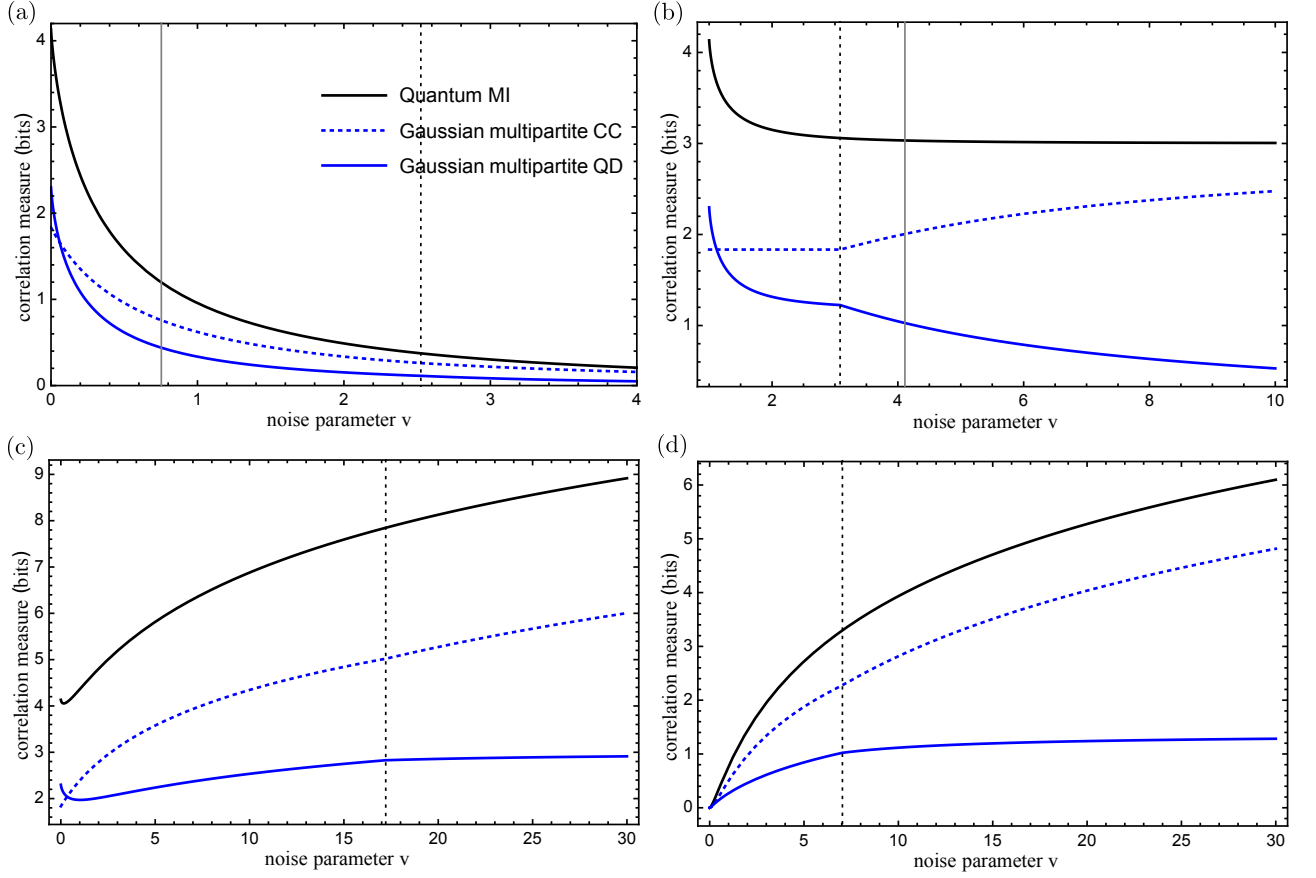 (a)
correlation measure (bits)
4
3
2
1
0
Quantum MI
Gaussian multipartite CC
Gaussian multipartite QD
0 1 2 3 4
noise parameter v
(b)
correlation measure (bits)
4
3
2
1
2 4 6 8 10
noise parameter v
(c)
correlation measure (bits)
9
8
7
6
5
4
3
2
0 5 10 15 20 25 30
noise parameter v
(d)
correlation measure (bits)
6
5
4
3
2
1
0
0 5 10 15 20 25 30
noise parameter v